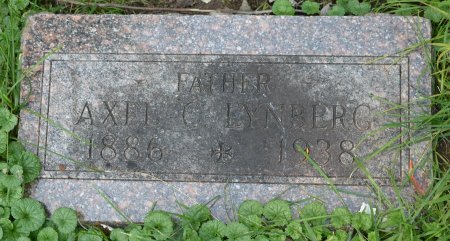 FATHER
AXEL C. LYNBERG
1886 1938